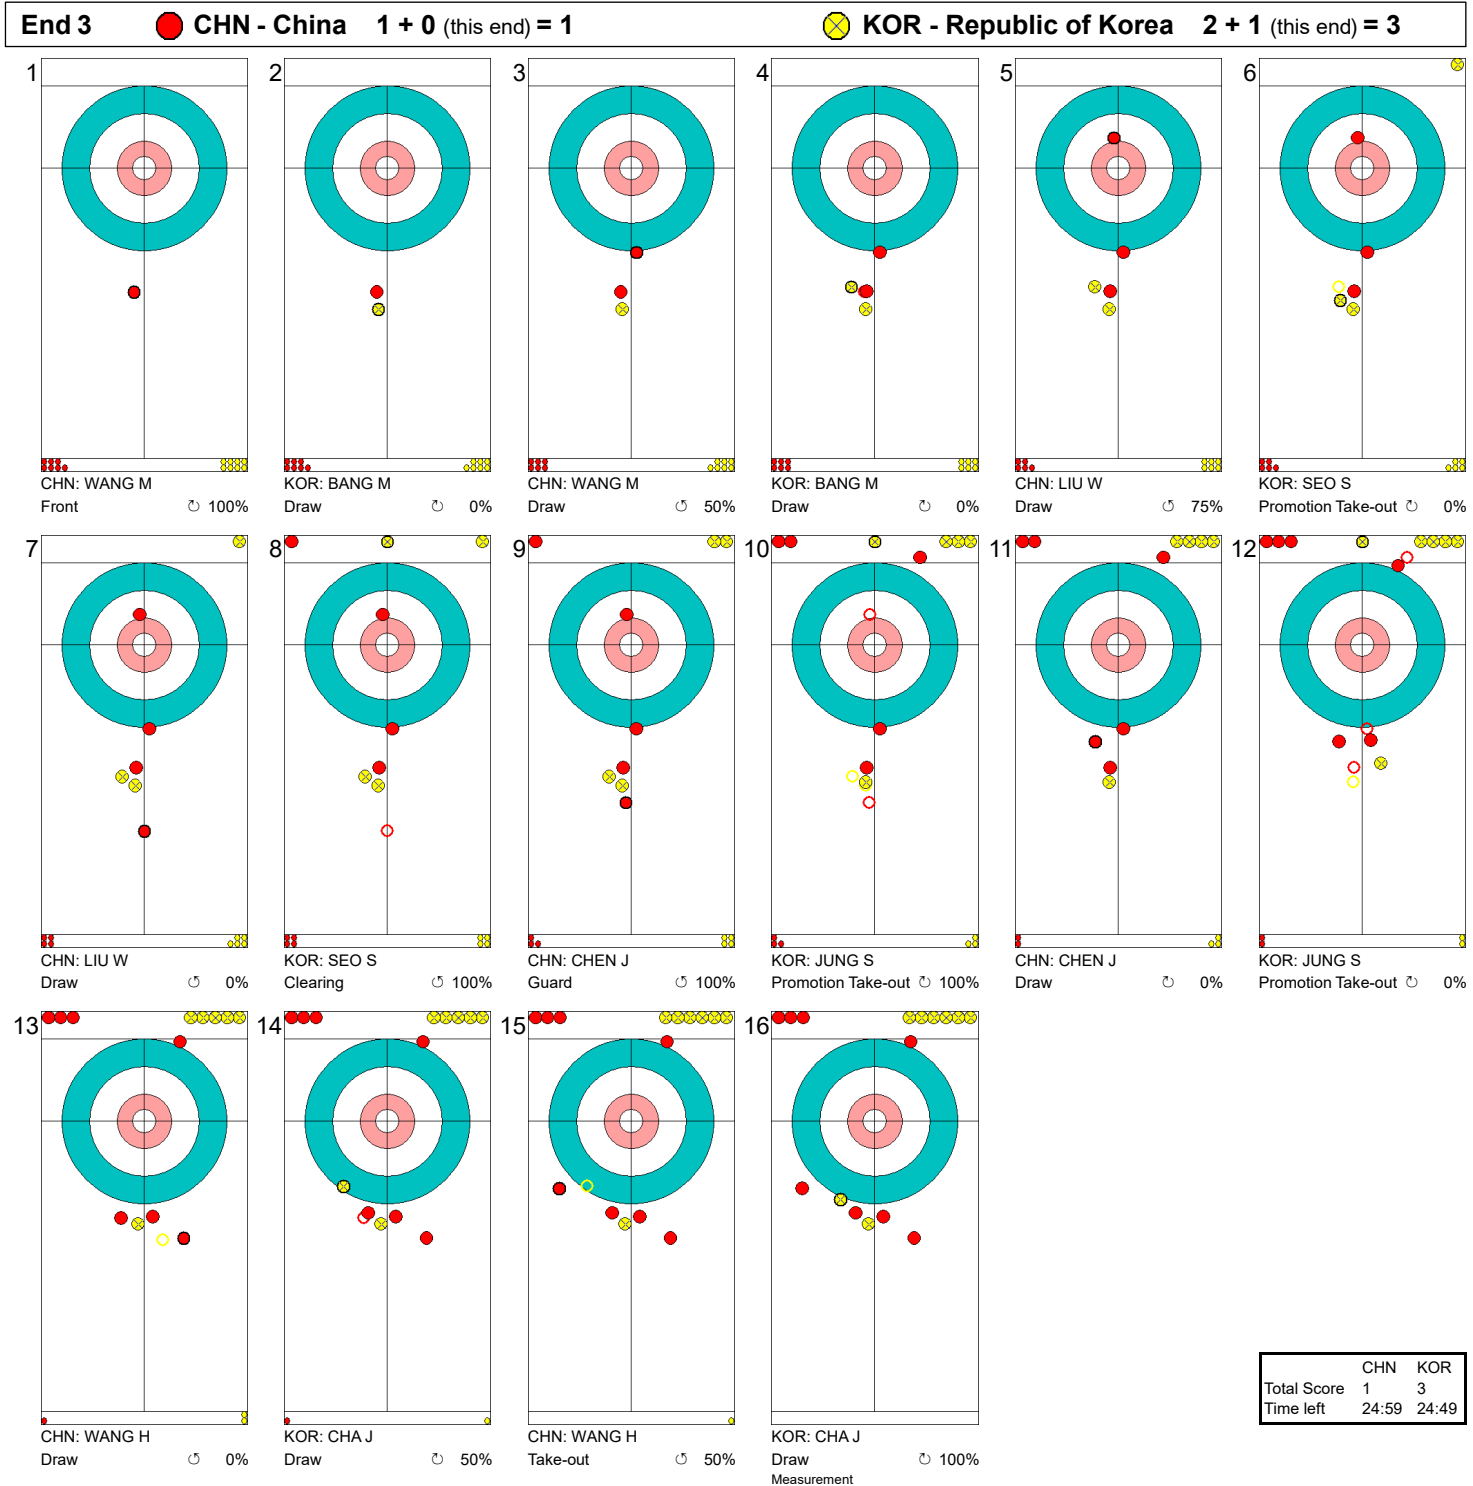 End 3 CHN - China 1 + 0 (this end) = 1 KOR - Republic of Korea 2 + 1 (this end) = 3
1 2 3 4 5 6
CHN: WANG M KOR: BANG M CHN: WANG M KOR: BANG M CHN: LIU W KOR: SEO S
Front 100% Draw 0% Draw 50% Draw 0% Draw 75% Promotion Take-out 0%
7 8 9 10 11 12
CHN: LIU W KOR: SEO S CHN: CHEN J KOR: JUNG S CHN: CHEN J KOR: JUNG S
Draw 0% Clearing 100% Guard 100% Promotion Take-out 100% Draw 0% Promotion Take-out 0%
13 14 15 16
CHN: WANG H KOR: CHA J CHN: WANG H KOR: CHA J
Draw 0% Draw 50% Take-out 50% Draw 100%
Measurement
CHN KOR
Total Score 1 3
Time left 24:59 24:49